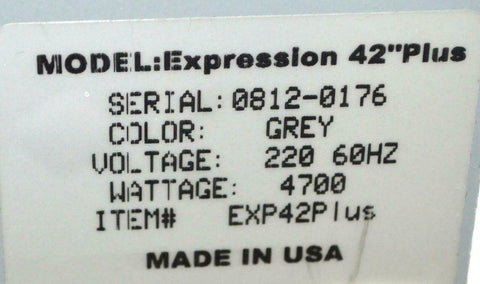 MODEL:Expression 42"Plus
SERIAL: 0812-0176
COLOR: GREY
VOLTAGE: 220 60HZ
WATTAGE: 4700
ITEM# EXP42Plus
MADE IN USA